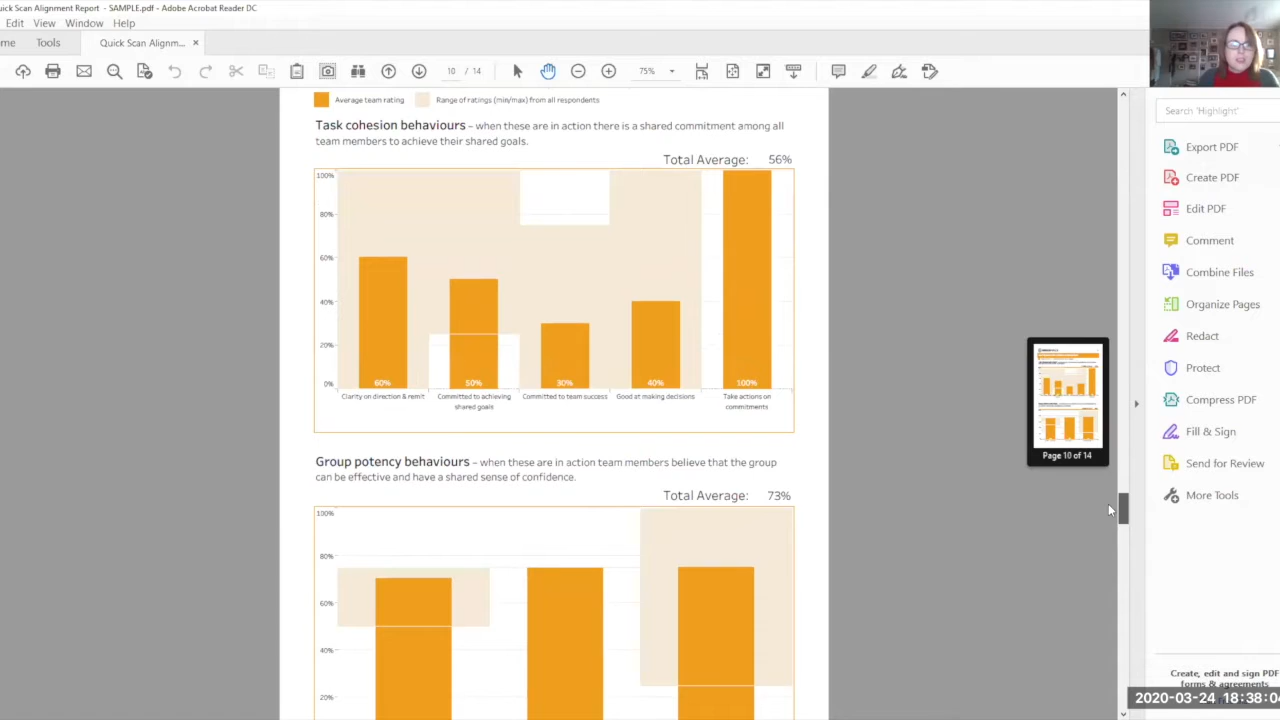 Quick Scan Alignment Report - SAMPLE.pdf - Adobe Acrobat Reader DC
Edit View Window Help
me Tools Quick Scan Alignm... ×
10 / 14 75%
Search 'Highlight'
Average team rating Range of ratings (min/max) from all respondents
Task cohesion behaviours – when these are in action there is a shared commitment among all
team members to achieve their shared goals.
Total Average: 56%
100%
80%
60%
40%
20%
0%
60% 50% 30% 40% 100%
Clarity on direction & remit Committed to achieving Committed to team success Good at making decisions Take actions on
shared goals commitments
Group potency behaviours – when these are in action team members believe that the group
can be effective and have a shared sense of confidence.
Total Average: 73%
100%
80%
60%
40%
20%
Page 10 of 14
Export PDF
Create PDF
Edit PDF
Comment
Combine Files
Organize Pages
Redact
Protect
Compress PDF
Fill & Sign
Send for Review
More Tools
Create, edit and sign PDF
forms & agreements
2020-03-24 18:38:04